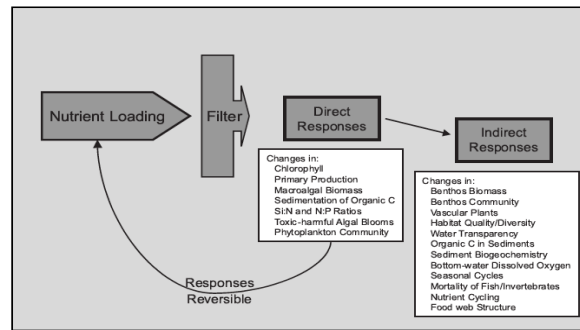 Nutrient Loading
Filter
Direct
Responses
Indirect
Responses
Changes in:
Chlorophyll
Primary Production
Macroalgal Biomass
Sedimentation of Organic C
Si:N and N:P Ratios
Toxic-harmful Algal Blooms
Phytoplankton Community
Changes in:
Benthos Biomass
Benthos Community
Vascular Plants
Habitat Quality/Diversity
Water Transparency
Organic C in Sediments
Sediment Biogeochemistry
Bottom-water Dissolved Oxygen
Seasonal Cycles
Mortality of Fish/Invertebrates
Nutrient Cycling
Food web Structure
Responses
Reversible